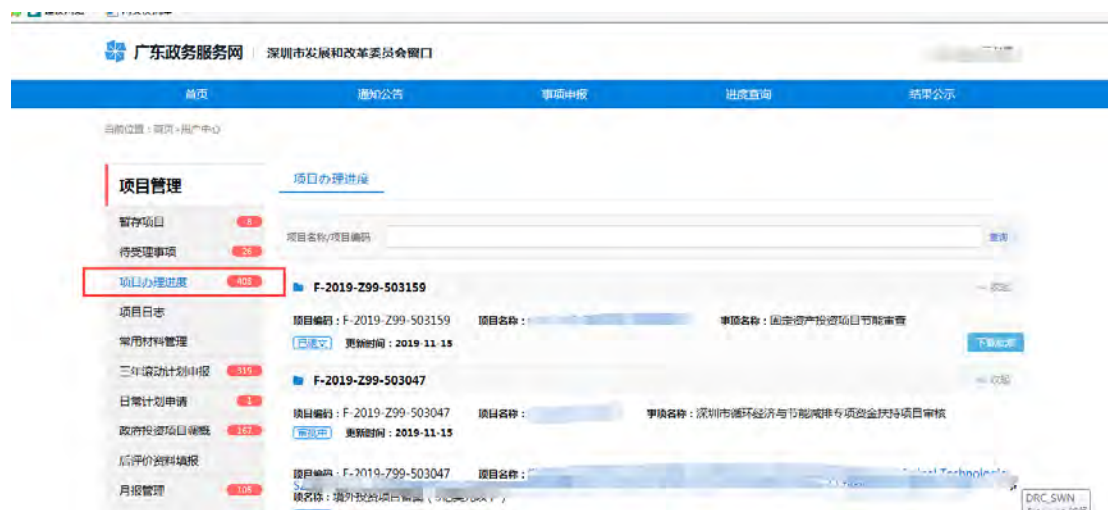 广东政务服务网 深圳市发展和改革委员会窗口
首页 通知公告 事项申报 进度查询 结果公示
当前位置：首页>用户中心
项目管理
项目办理进度
暂存项目 8
待受理事项 26
项目名称/项目编码 查询
项目办理进度 403
F-2019-Z99-503159 收起
项目日志
项目编码：F-2019-Z99-503159 项目名称： 事项名称：固定资产投资项目节能审查
常用材料管理
更新时间：2019-11-15
三年滚动计划申报 319
F-2019-Z99-503047 收起
日常计划申请 1
项目编码：F-2019-Z99-503047 项目名称： 事项名称：深圳市循环经济与节能减排专项资金扶持项目审核
政府投资项目 167
审批中 更新时间：2019-11-15
后评价资料填报
项目编码：F-2019-Z99-503047 项目名称：
月报管理 105
DRC_SWN